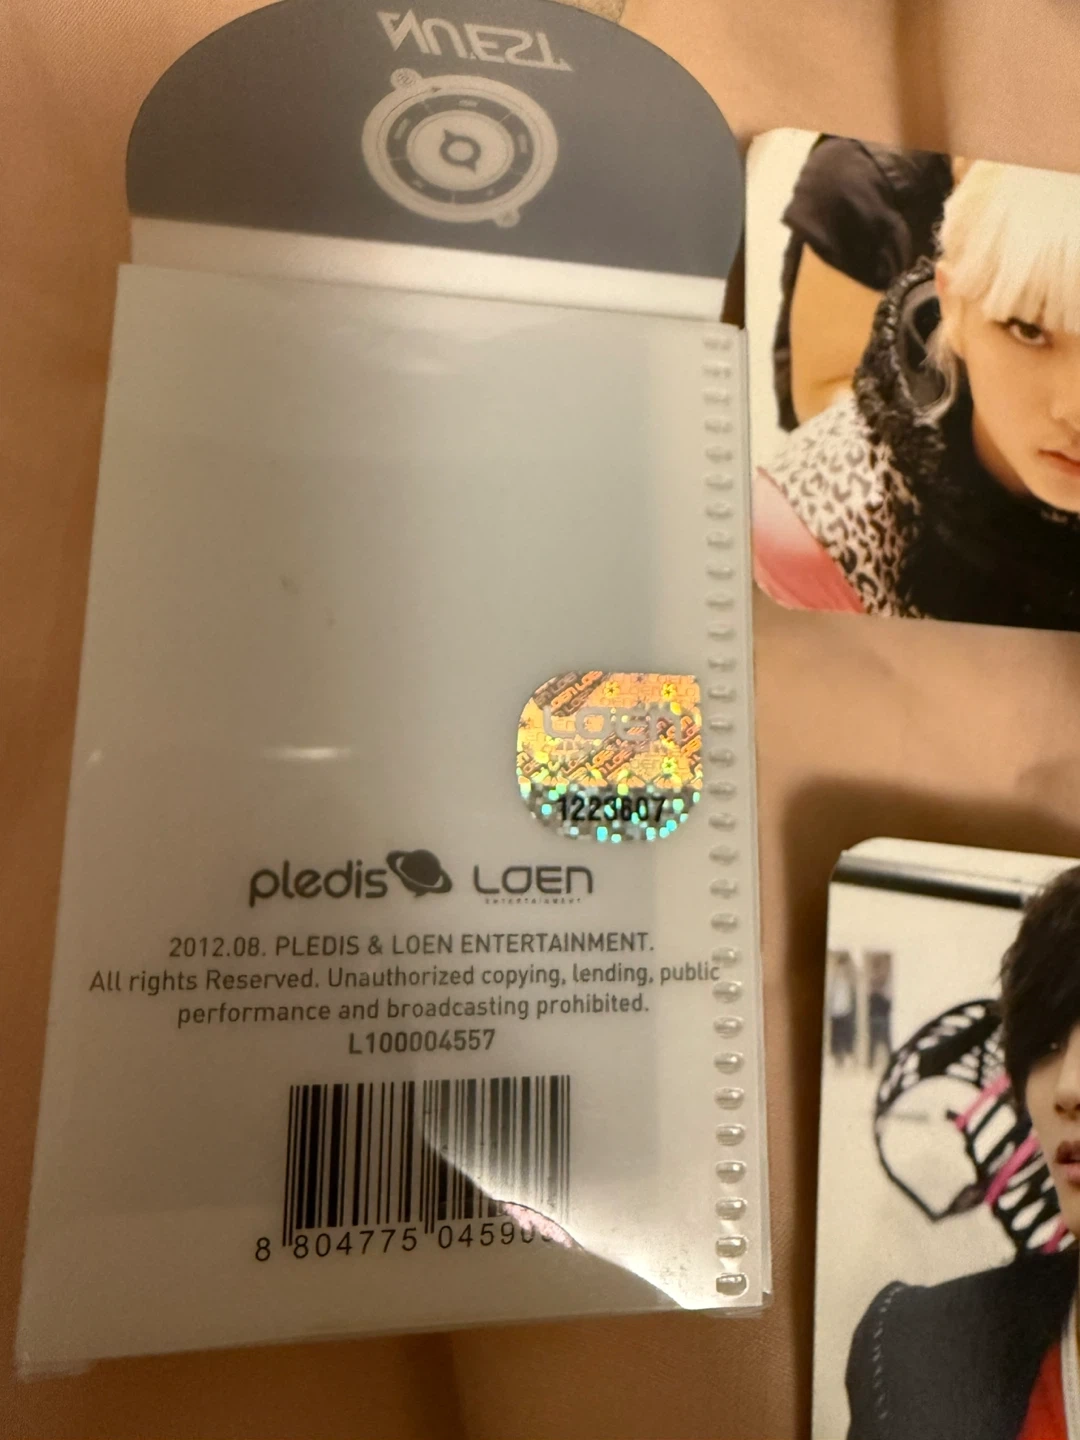 NU'EST
LOEN
1223607
pledis LOEN
ENTERTAINMENT
2012.08. PLEDIS & LOEN ENTERTAINMENT.
All rights Reserved. Unauthorized copying, lending, public
performance and broadcasting prohibited.
L100004557
8 804775 04590